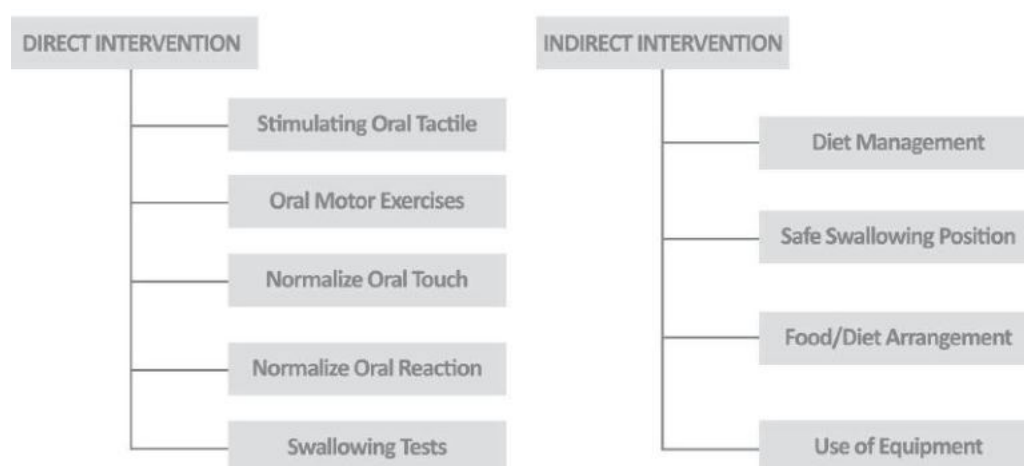 DIRECT INTERVENTION
Stimulating Oral Tactile
Oral Motor Exercises
Normalize Oral Touch
Normalize Oral Reaction
Swallowing Tests
INDIRECT INTERVENTION
Diet Management
Safe Swallowing Position
Food/Diet Arrangement
Use of Equipment